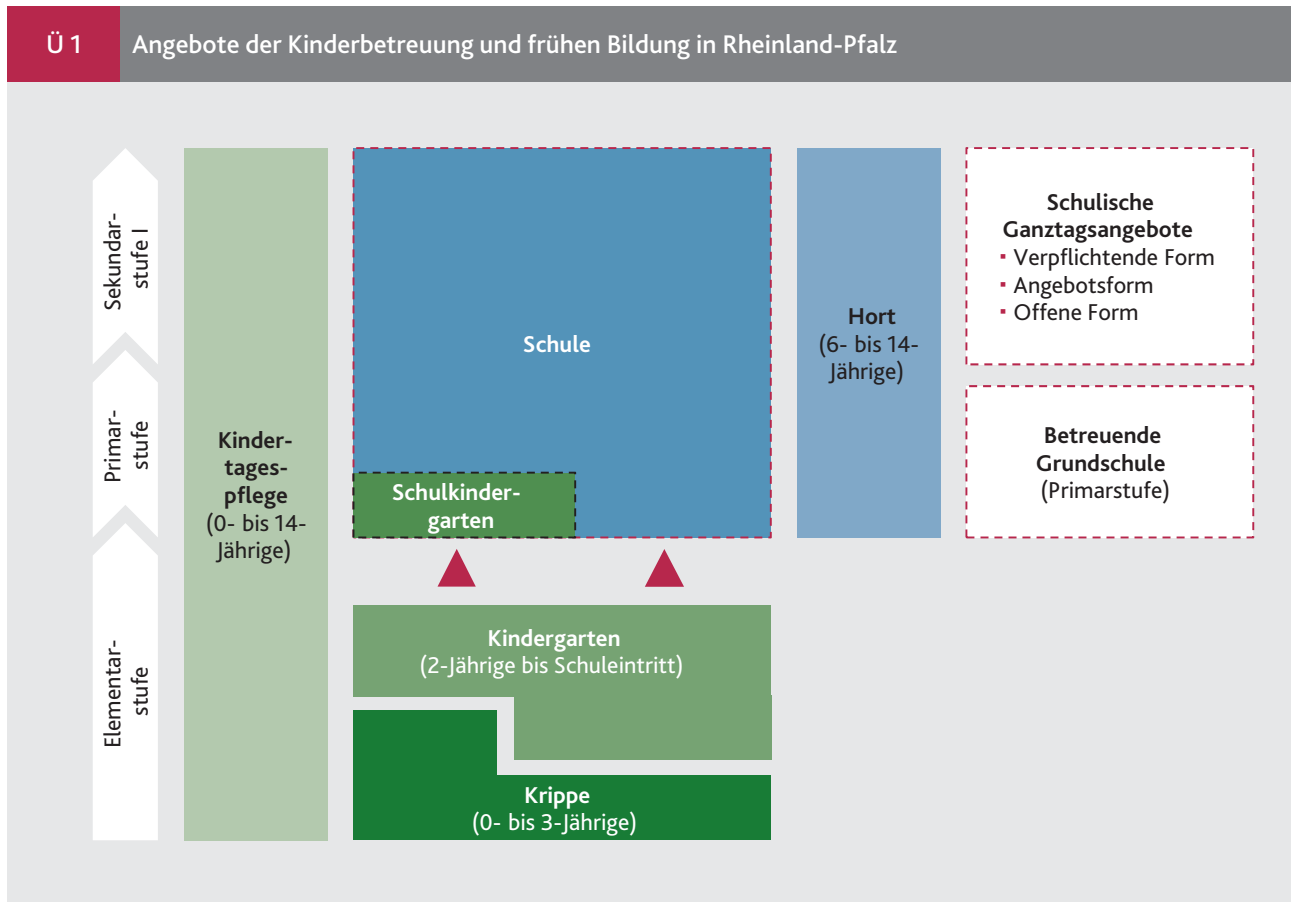 Ü 1
Angebote der Kinderbetreuung und frühen Bildung in Rheinland-Pfalz
Sekundar-
stufe I
Primar-
stufe
Elementar-
stufe
Kinder-
tages-
pflege
(0- bis 14-
Jährige)
Schule
Schulkinder-
garten
Kindergarten
(2-Jährige bis Schuleintritt)
Krippe
(0- bis 3-Jährige)
Hort
(6- bis 14-
Jährige)
Schulische
Ganztagsangebote
▪ Verpflichtende Form
▪ Angebotsform
▪ Offene Form
Betreuende
Grundschule
(Primarstufe)